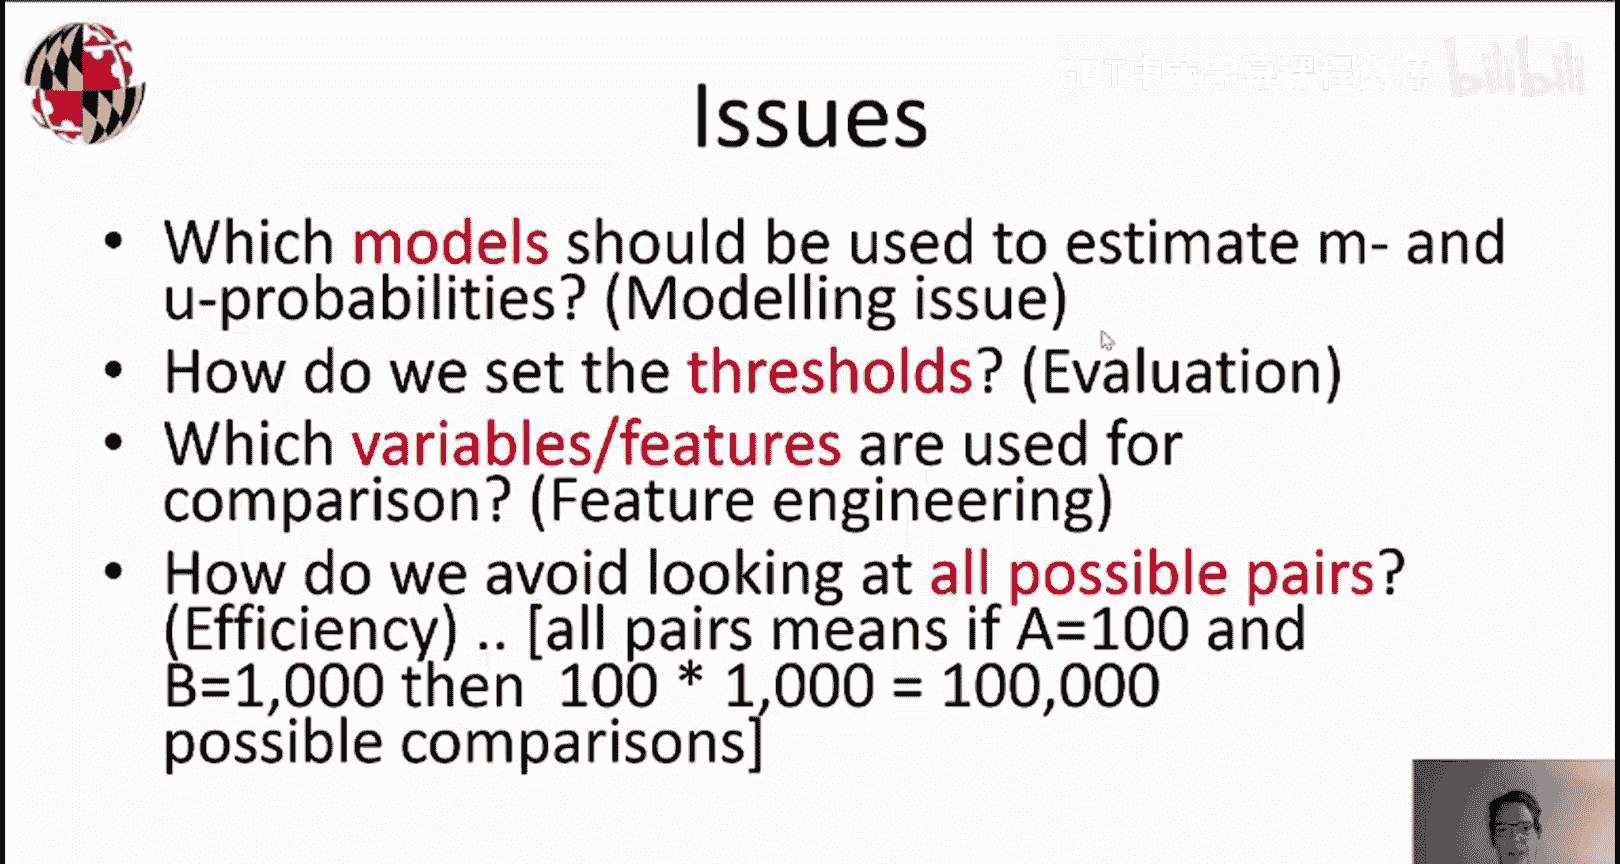 bilibili
Issues
• Which models should be used to estimate m- and
u-probabilities? (Modelling issue)
• How do we set the thresholds? (Evaluation)
• Which variables/features are used for
comparison? (Feature engineering)
• How do we avoid looking at all possible pairs?
(Efficiency) .. [all pairs means if A=100 and
B=1,000 then 100 * 1,000 = 100,000
possible comparisons]